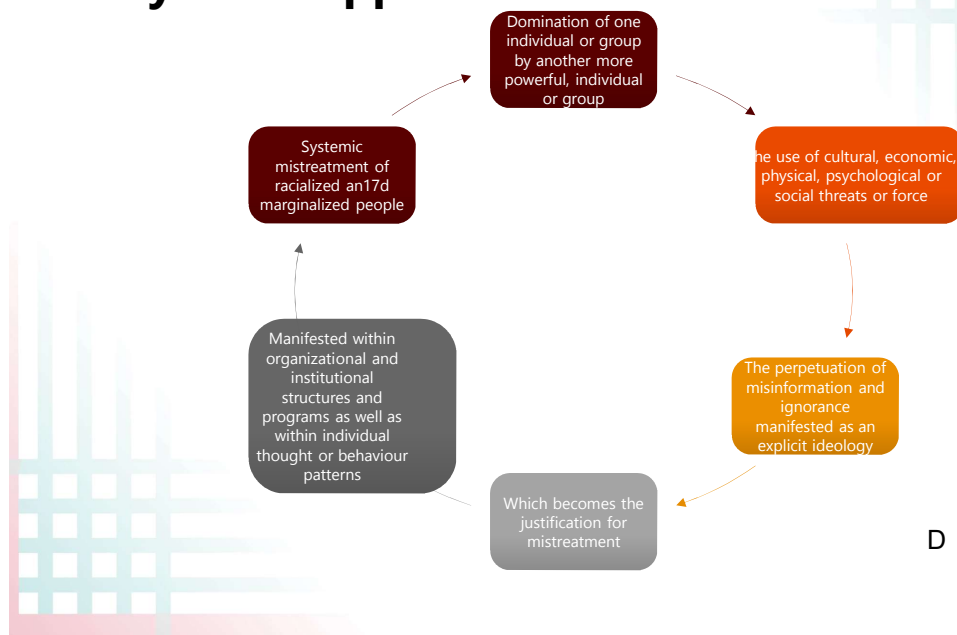 Domination of one
individual or group
by another more
powerful, individual
or group
he use of cultural, economic,
physical, psychological or
social threats or force
The perpetuation of
misinformation and
ignorance
manifested as an
explicit ideology
Which becomes the
justification for
mistreatment
Manifested within
organizational and
institutional
structures and
programs as well as
within individual
thought or behaviour
patterns
Systemic
mistreatment of
racialized an17d
marginalized people
D